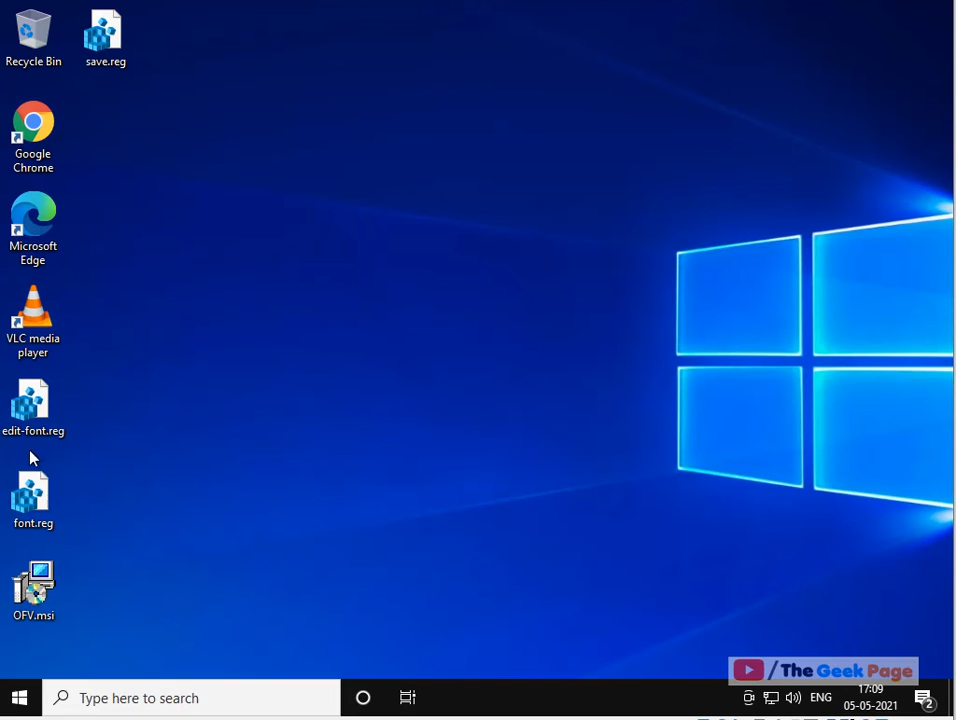 Recycle Bin
save.reg
Google
Chrome
Microsoft
Edge
VLC media
player
edit-font.reg
font.reg
OFV.msi
/The Geek Page
Type here to search
ENG
17:09
05-05-2021
2